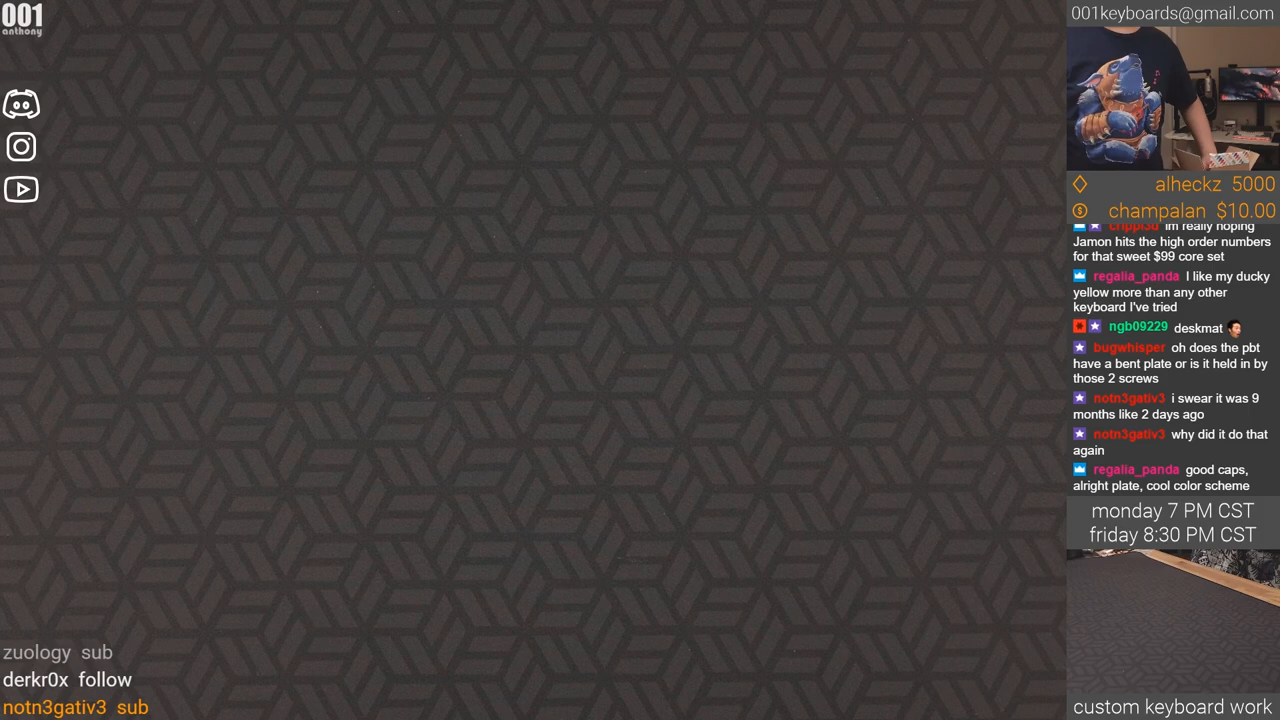 001
anthony
001keyboards@gmail.com
alheckz 5000
champalan $10.00
crippl3d im really hoping
Jamon hits the high order numbers
for that sweet $99 core set
regalia_panda I like my ducky
yellow more than any other
keyboard I've tried
ngb09229 deskmat
bugwhisper oh does the pbt
have a bent plate or is it held in by
those 2 screws
notn3gativ3 i swear it was 9
months like 2 days ago
notn3gativ3 why did it do that
again
regalia_panda good caps,
alright plate, cool color scheme
monday 7 PM CST
friday 8:30 PM CST
zuology sub
derkr0x follow
notn3gativ3 sub
custom keyboard work